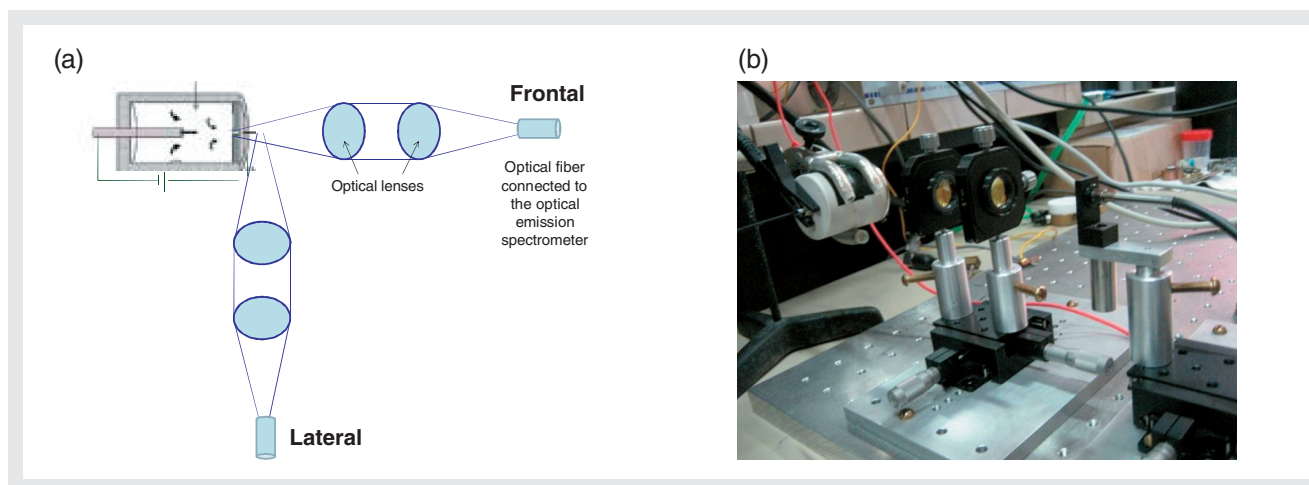 (a)
Frontal
Optical lenses
Optical fiber
connected to
the optical
emission
spectrometer
Lateral
(b)